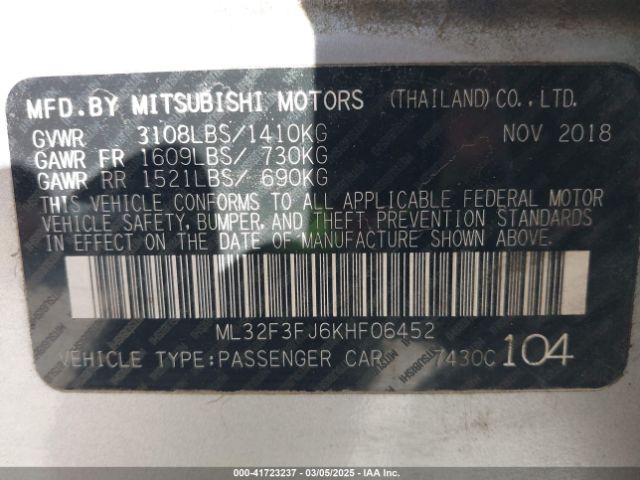 MFD.BY MITSUBISHI MOTORS (THAILAND)CO.,LTD.
GVWR 3108LBS/1410KG NOV 2018
GAWR FR 1609LBS/ 730KG
GAWR RR 1521LBS/ 690KG
THIS VEHICLE CONFORMS TO ALL APPLICABLE FEDERAL MOTOR
VEHICLE SAFETY, BUMPER, AND THEFT PREVENTION STANDARDS
IN EFFECT ON THE DATE OF MANUFACTURE SHOWN ABOVE.
ML32F3FJ6KHF06452
VEHICLE TYPE:PASSENGER CAR 7430C 104
000-41723237 - 03/05/2025 - IAA Inc.